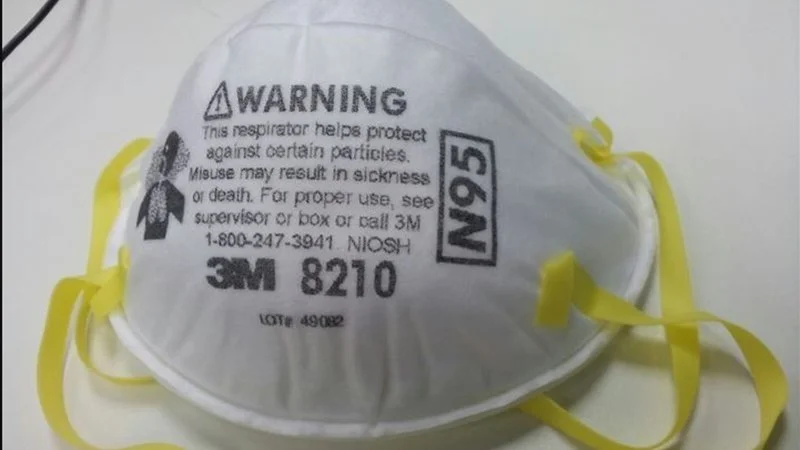 ⚠WARNING
This respirator helps protect
against certain particles.
Misuse may result in sickness
or death. For proper use, see
supervisor or box or call 3M
1-800-247-3941. NIOSH
3M 8210
LOT# 49082
N95